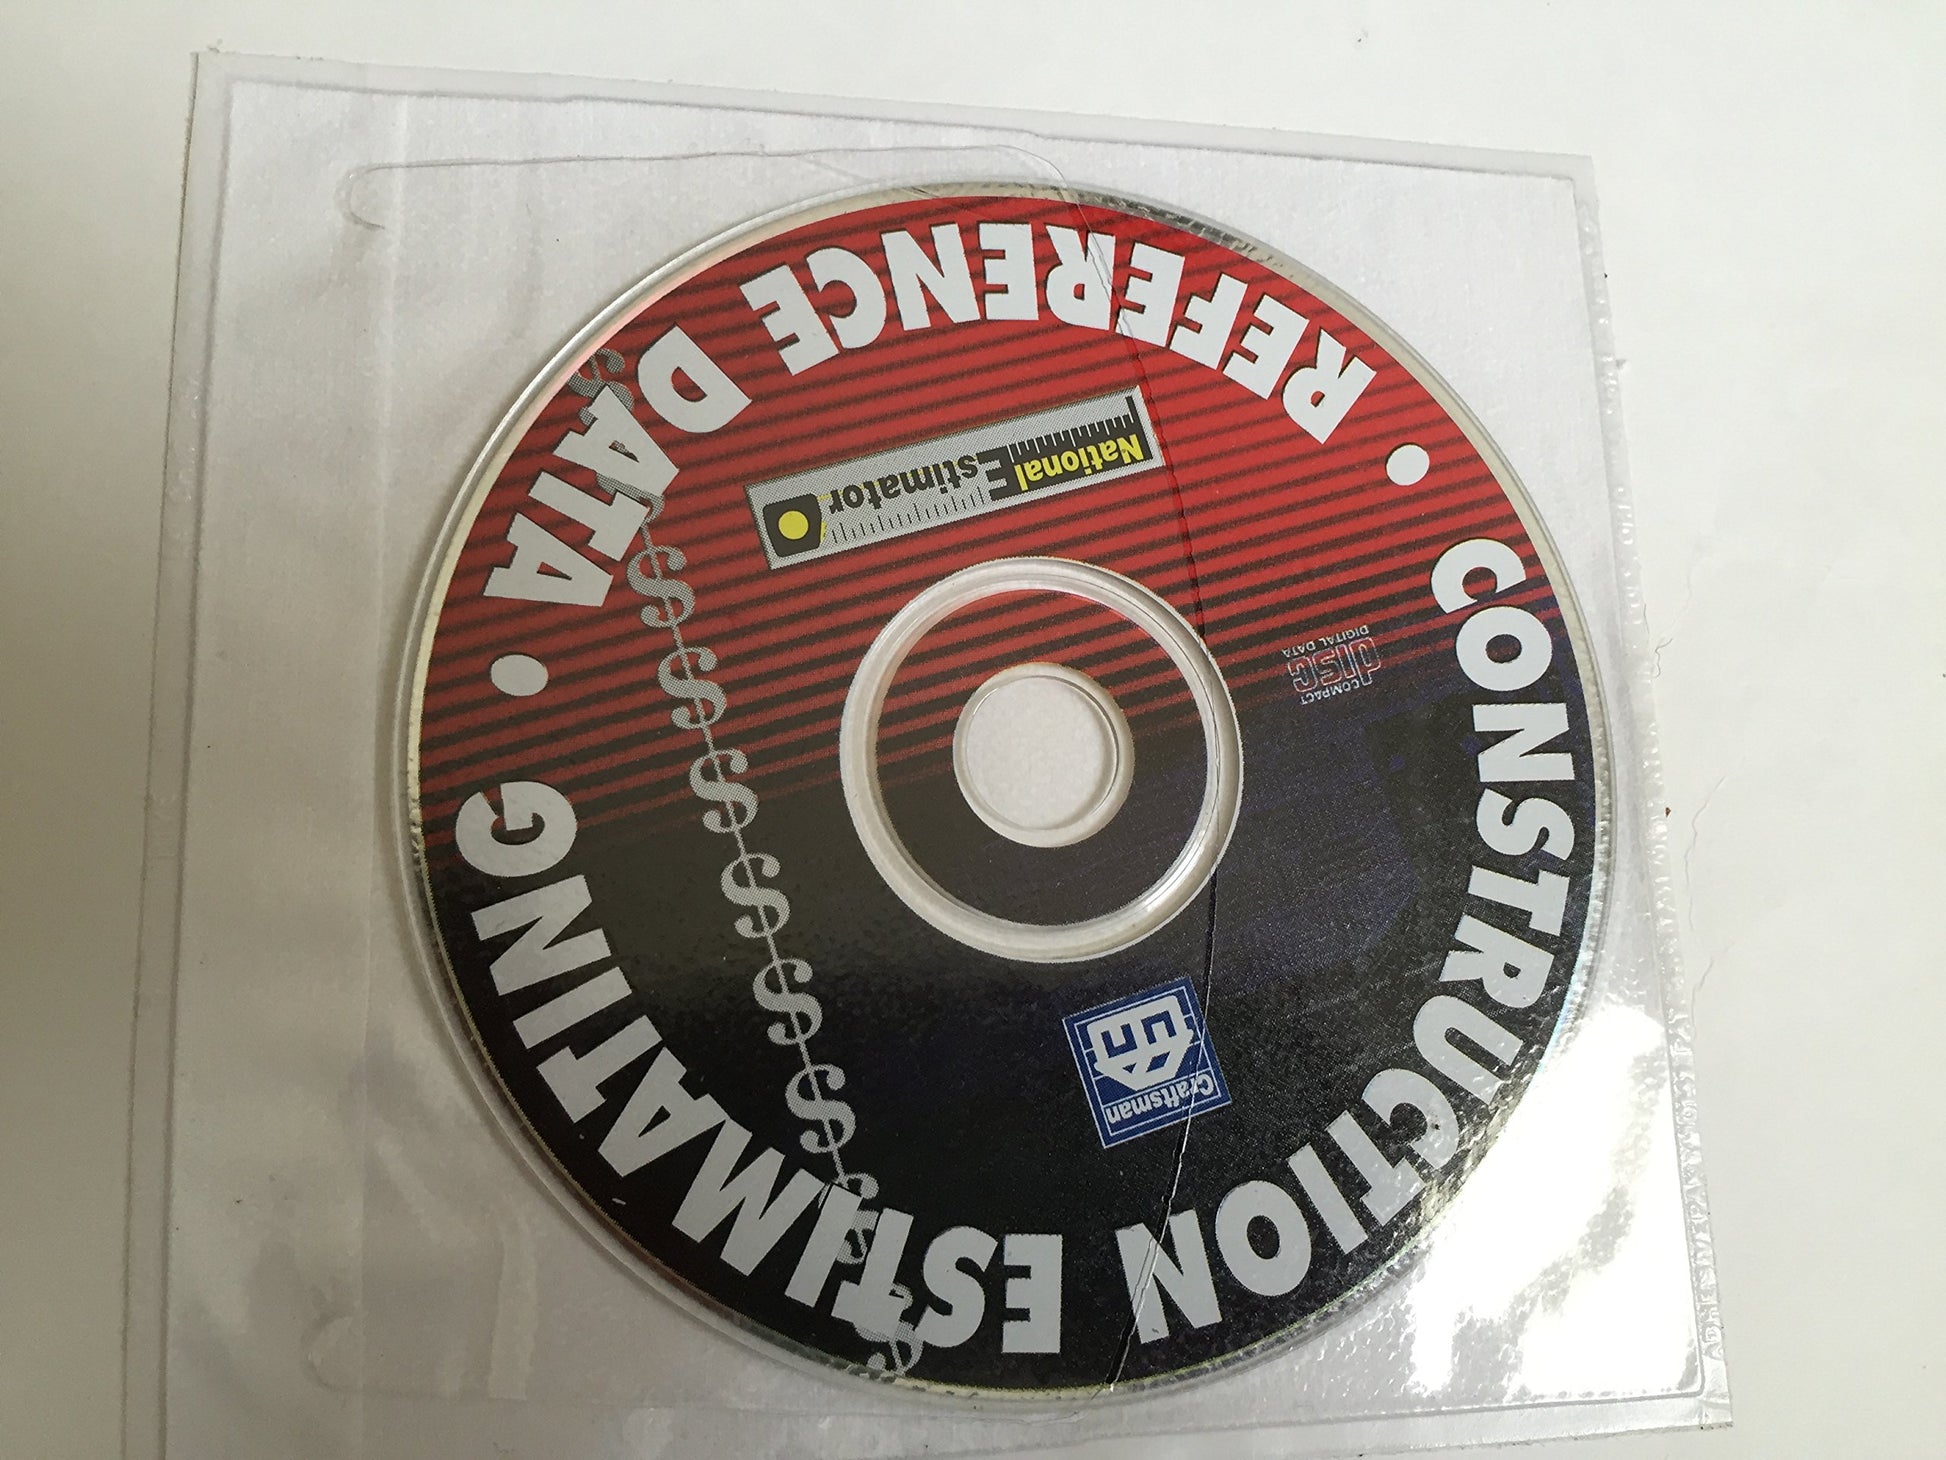 CONSTRUCTION ESTIMATING
REFERENCE DATA
Craftsman
COMPACT
disc
DIGITAL DATA
National
Estimator
$$$$$$$$$$